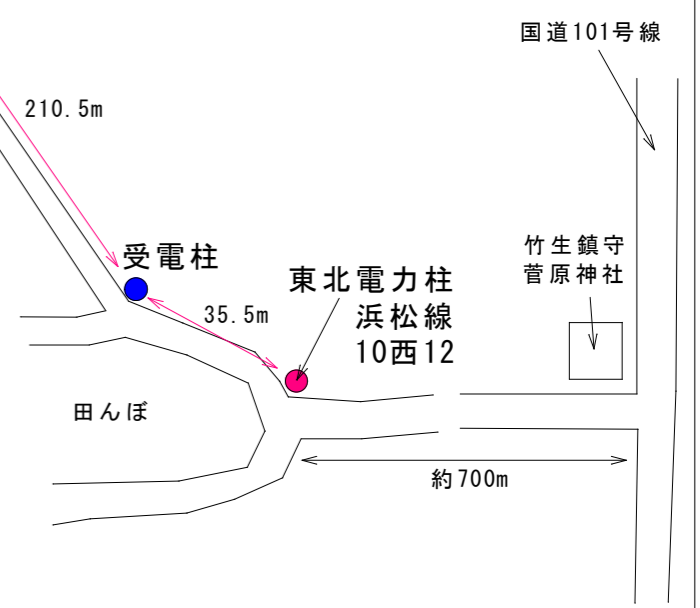 国道101号線
210.5m
受電柱
竹生鎮守
菅原神社
東北電力柱
浜松線
10西12
35.5m
田んぼ
約700m